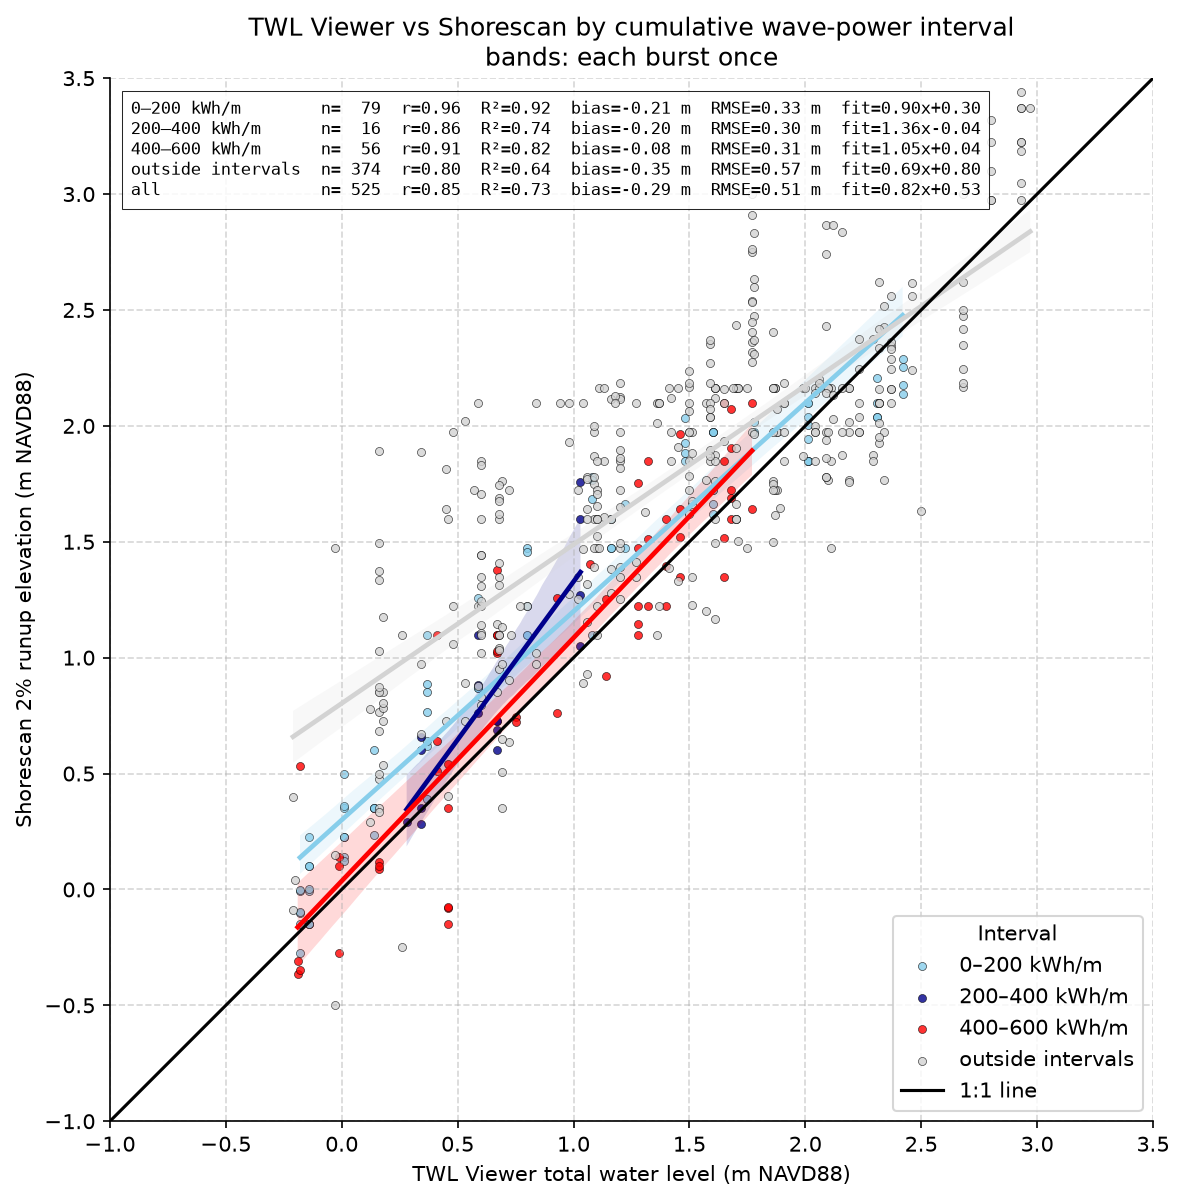 TWL Viewer vs Shorescan by cumulative wave-power interval
bands: each burst once
0–200 kWh/m n= 79 r=0.96 R²=0.92 bias=-0.21 m RMSE=0.33 m fit=0.90x+0.30
200–400 kWh/m n= 16 r=0.86 R²=0.74 bias=-0.20 m RMSE=0.30 m fit=1.36x-0.04
400–600 kWh/m n= 56 r=0.91 R²=0.82 bias=-0.08 m RMSE=0.31 m fit=1.05x+0.04
outside intervals n= 374 r=0.80 R²=0.64 bias=-0.35 m RMSE=0.57 m fit=0.69x+0.80
all n= 525 r=0.85 R²=0.73 bias=-0.29 m RMSE=0.51 m fit=0.82x+0.53
3.5
3.0
2.5
2.0
1.5
1.0
0.5
0.0
−0.5
−1.0
Shorescan 2% runup elevation (m NAVD88)
Interval
0–200 kWh/m
200–400 kWh/m
400–600 kWh/m
outside intervals
1:1 line
−1.0 −0.5 0.0 0.5 1.0 1.5 2.0 2.5 3.0 3.5
TWL Viewer total water level (m NAVD88)